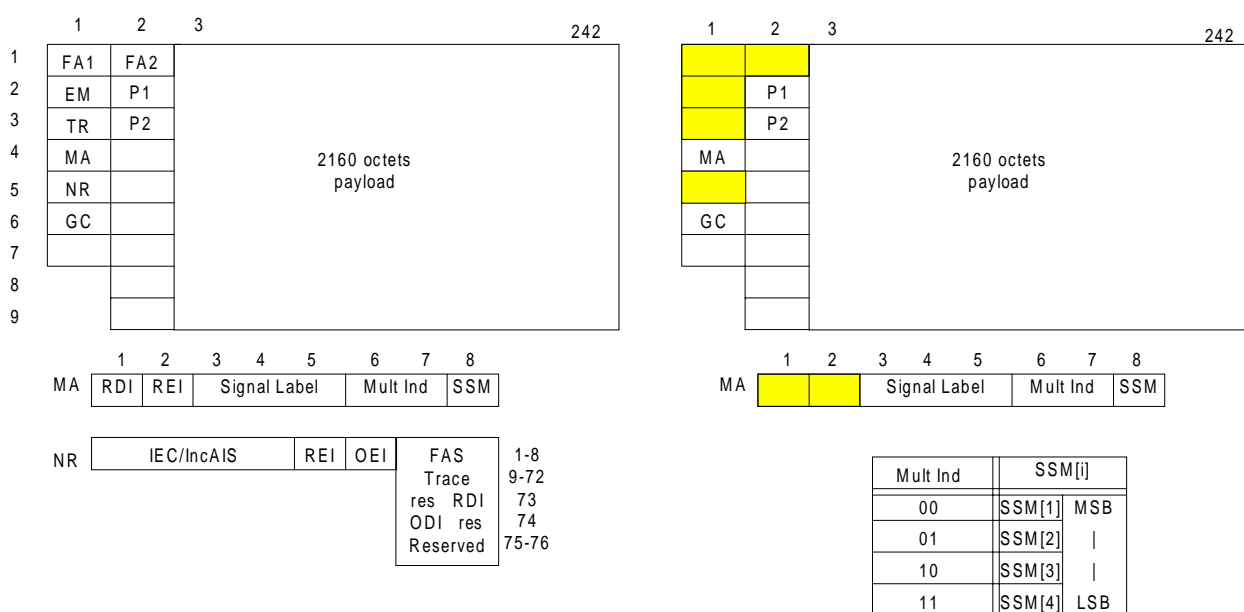 1 2 3 242
1 FA1 FA2
2 EM P1
3 TR P2
4 MA
5 NR
6 GC
7
8
9
2160 octets
payload
1 2 3 4 5 6 7 8
MA RDI REI Signal Label Mult Ind SSM
NR IEC/IncAIS REI OEI FAS 1-8
Trace 9-72
res RDI 73
ODI res 74
Reserved 75-76
1 2 3 242
P1
P2
MA
GC
2160 octets
payload
1 2 3 4 5 6 7 8
MA Signal Label Mult Ind SSM
Mult Ind SSM[i]
00 SSM[1] MSB
01 SSM[2] |
10 SSM[3] |
11 SSM[4] LSB